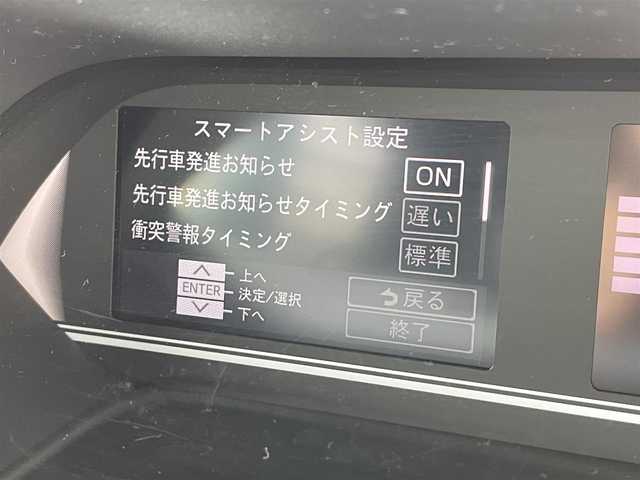 スマートアシスト設定
先行車発進お知らせ ON
先行車発進お知らせタイミング 遅い
衝突警報タイミング 標準
上へ
ENTER 決定/選択
下へ
戻る
終了